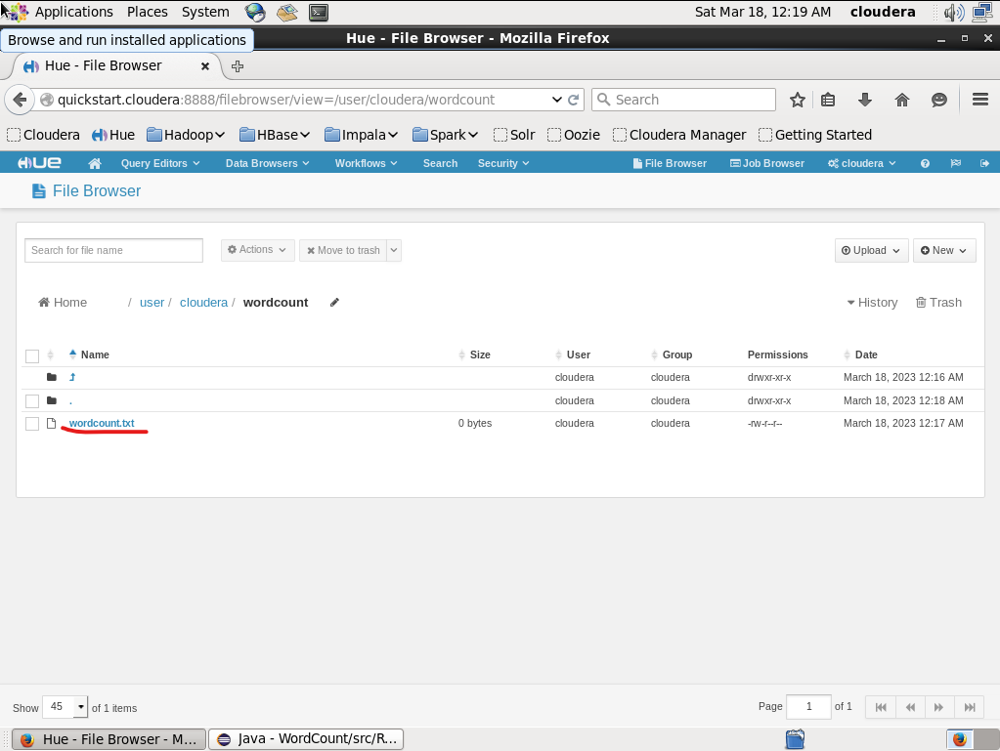 Applications Places System Sat Mar 18, 12:19 AM cloudera
Browse and run installed applications
Hue - File Browser - Mozilla Firefox
Hue - File Browser
quickstart.cloudera:8888/filebrowser/view=/user/cloudera/wordcount Search
Cloudera Hue Hadoop HBase Impala Spark Solr Oozie Cloudera Manager Getting Started
HUE Query Editors Data Browsers Workflows Search Security File Browser Job Browser cloudera
File Browser
Search for file name Actions Move to trash Upload New
Home / user / cloudera / wordcount History Trash
Name Size User Group Permissions Date
cloudera cloudera drwxr-xr-x March 18, 2023 12:16 AM
. cloudera cloudera drwxr-xr-x March 18, 2023 12:18 AM
wordcount.txt 0 bytes cloudera cloudera -rw-r--r-- March 18, 2023 12:17 AM
Show 45 of 1 items Page 1 of 1
Hue - File Browser - M... Java - WordCount/src/R...